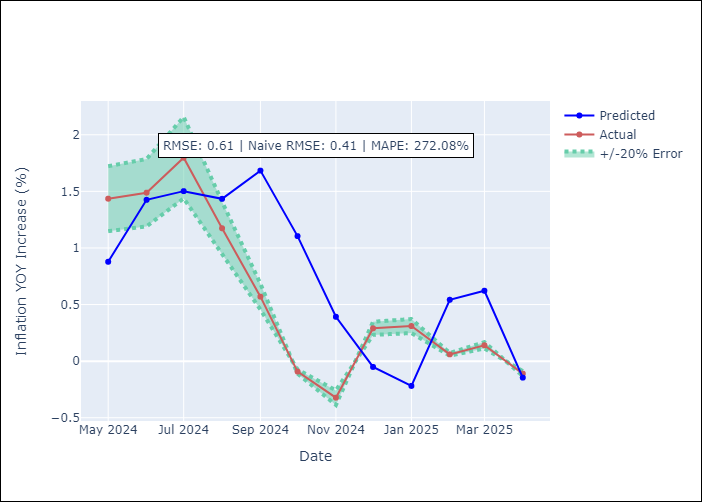 RMSE: 0.61 | Naive RMSE: 0.41 | MAPE: 272.08%
Predicted
Actual
+/-20% Error
Inflation YOY Increase (%)
2
1.5
1
0.5
0
−0.5
May 2024
Jul 2024
Sep 2024
Nov 2024
Jan 2025
Mar 2025
Date